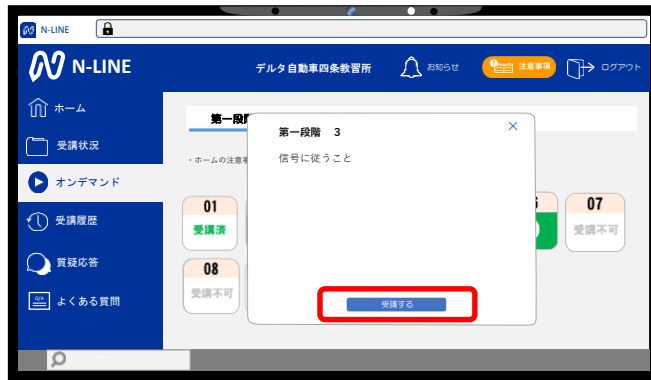 N-LINE
N-LINE
デルタ自動車四条教習所
お知らせ
注意事項
ログアウト
ホーム
受講状況
オンデマンド
受講履歴
質疑応答
Q/A
よくある質問
第一段
・ホームの注意事
第一段階 3
×
信号に従うこと
受講する
01
受講済
07
受講不可
08
受講不可